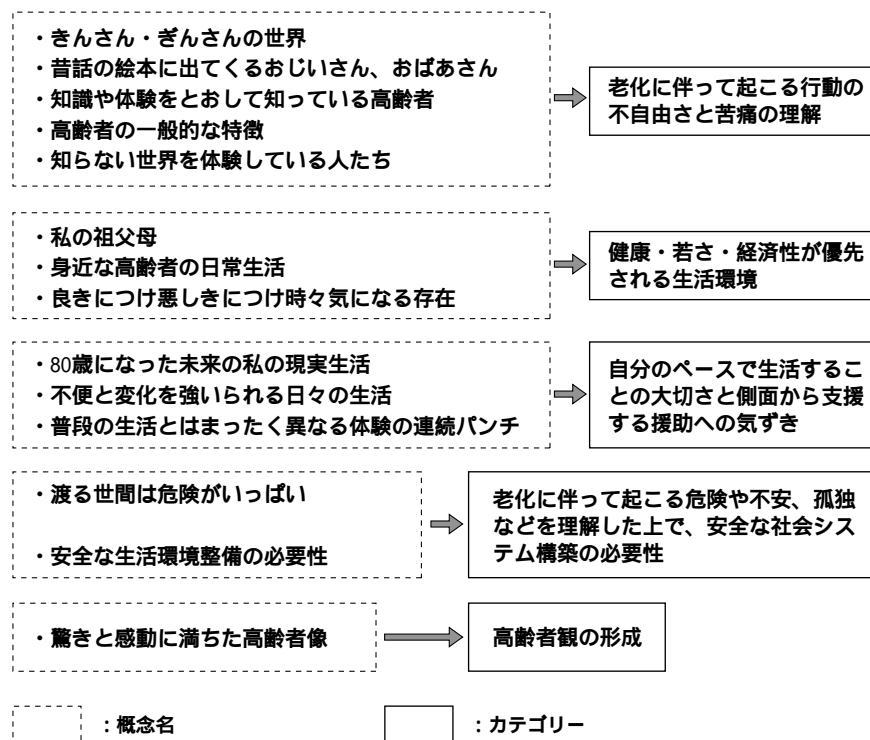 ・きんさん・ぎんさんの世界
・昔話の絵本に出てくるおじいさん、おばあさん
・知識や体験をとおして知っている高齢者
・高齢者の一般的な特徴
・知らない世界を体験している人たち
老化に伴って起こる行動の
不自由さと苦痛の理解
・私の祖父母
・身近な高齢者の日常生活
・良きにつけ悪しきにつけ時々気になる存在
健康・若さ・経済性が優先
される生活環境
・80歳になった未来の私の現実生活
・不便と変化を強いられる日々の生活
・普段の生活とはまったく異なる体験の連続パンチ
自分のペースで生活するこ
との大切さと側面から支援
する援助への気ずき
・渡る世間は危険がいっぱい
・安全な生活環境整備の必要性
老化に伴って起こる危険や不安、孤独
などを理解した上で、安全な社会シス
テム構築の必要性
・驚きと感動に満ちた高齢者像
高齢者観の形成
：概念名
：カテゴリー